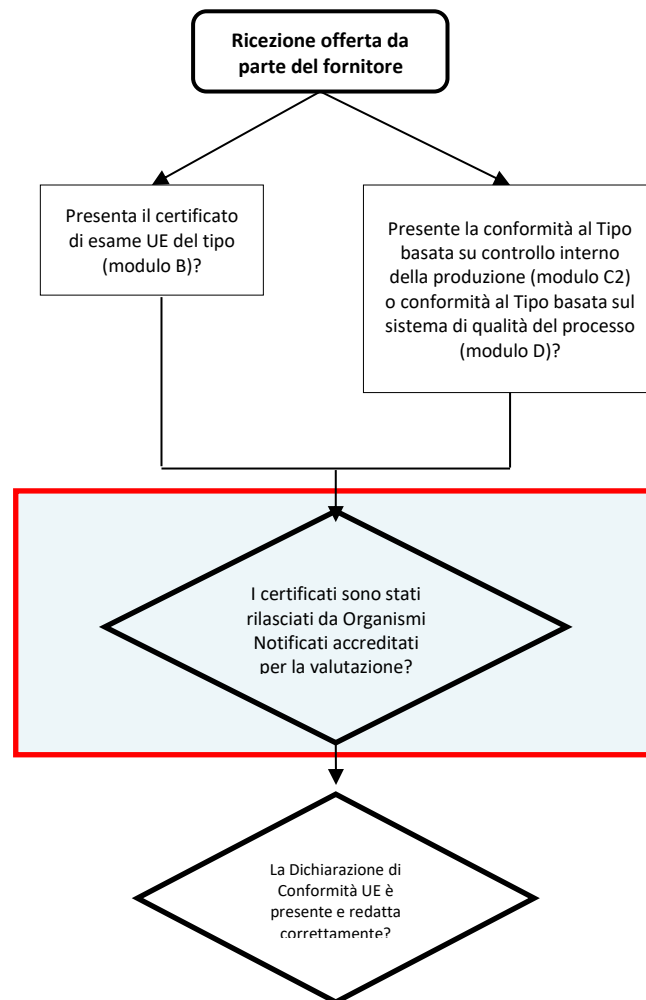 Ricezione offerta da
parte del fornitore
Presenta il certificato
di esame UE del tipo
(modulo B)?
Presente la conformità al Tipo
basata su controllo interno
della produzione (modulo C2)
o conformità al Tipo basata sul
sistema di qualità del processo
(modulo D)?
I certificati sono stati
rilasciati da Organismi
Notificati accreditati
per la valutazione?
La Dichiarazione di
Conformità UE è
presente e redatta
correttamente?